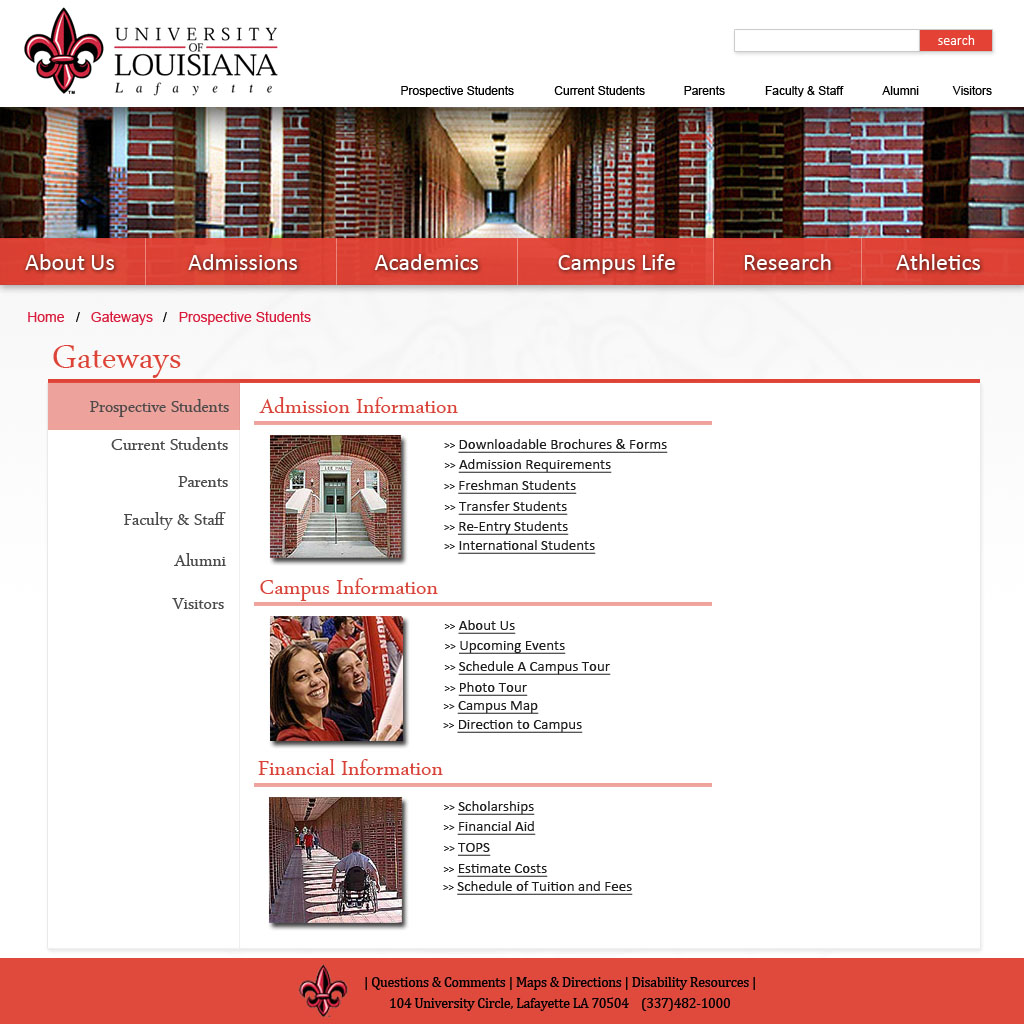 UNIVERSITY
OF
LOUISIANA
Lafayette
TM
search
Prospective Students Current Students Parents Faculty & Staff Alumni Visitors
About Us Admissions Academics Campus Life Research Athletics
Home / Gateways / Prospective Students
Gateways
Prospective Students
Current Students
Parents
Faculty & Staff
Alumni
Visitors
Admission Information
LEE HALL
>> Downloadable Brochures & Forms
>> Admission Requirements
>> Freshman Students
>> Transfer Students
>> Re-Entry Students
>> International Students
Campus Information
RAGIN CAJUN
>> About Us
>> Upcoming Events
>> Schedule A Campus Tour
>> Photo Tour
>> Campus Map
>> Direction to Campus
Financial Information
>> Scholarships
>> Financial Aid
>> TOPS
>> Estimate Costs
>> Schedule of Tuition and Fees
| Questions & Comments | Maps & Directions | Disability Resources |
104 University Circle, Lafayette LA 70504 (337)482-1000